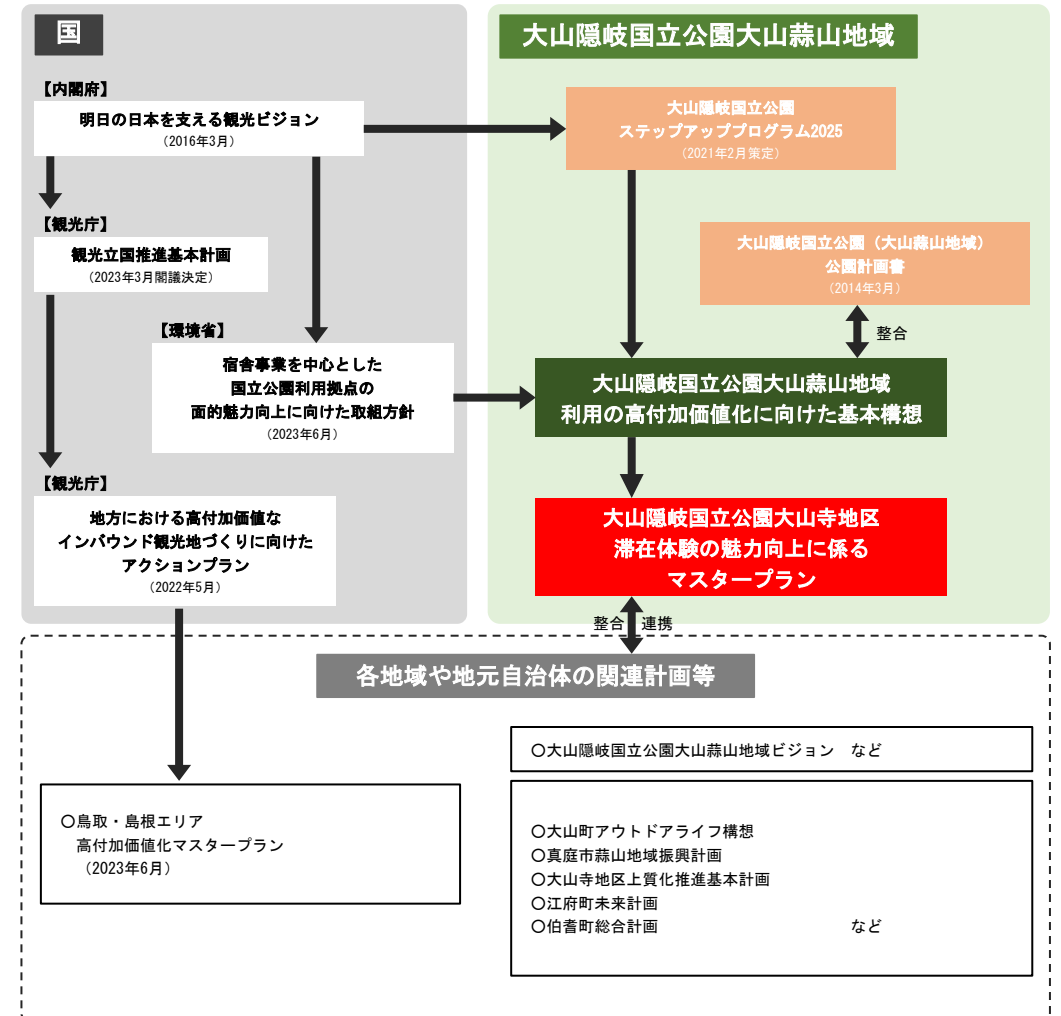 国
【内閣府】
明日の日本を支える観光ビジョン
（2016年3月）
【観光庁】
観光立国推進基本計画
（2023年3月閣議決定）
【環境省】
宿舎事業を中心とした
国立公園利用拠点の
面的魅力向上に向けた取組方針
（2023年6月）
【観光庁】
地方における高付加価値な
インバウンド観光地づくりに向けた
アクションプラン
（2022年5月）
大山隠岐国立公園大山蒜山地域
大山隠岐国立公園
ステップアッププログラム2025
（2021年2月策定）
大山隠岐国立公園（大山蒜山地域）
公園計画書
（2014年3月）
整合
大山隠岐国立公園大山蒜山地域
利用の高付加価値化に向けた基本構想
大山隠岐国立公園大山寺地区
滞在体験の魅力向上に係る
マスタープラン
整合 連携
各地域や地元自治体の関連計画等
〇鳥取・島根エリア
高付加価値化マスタープラン
（2023年6月）
〇大山隠岐国立公園大山蒜山地域ビジョン　など
〇大山町アウトドアライフ構想
〇真庭市蒜山地域振興計画
〇大山寺地区上質化推進基本計画
〇江府町未来計画
〇伯耆町総合計画　など